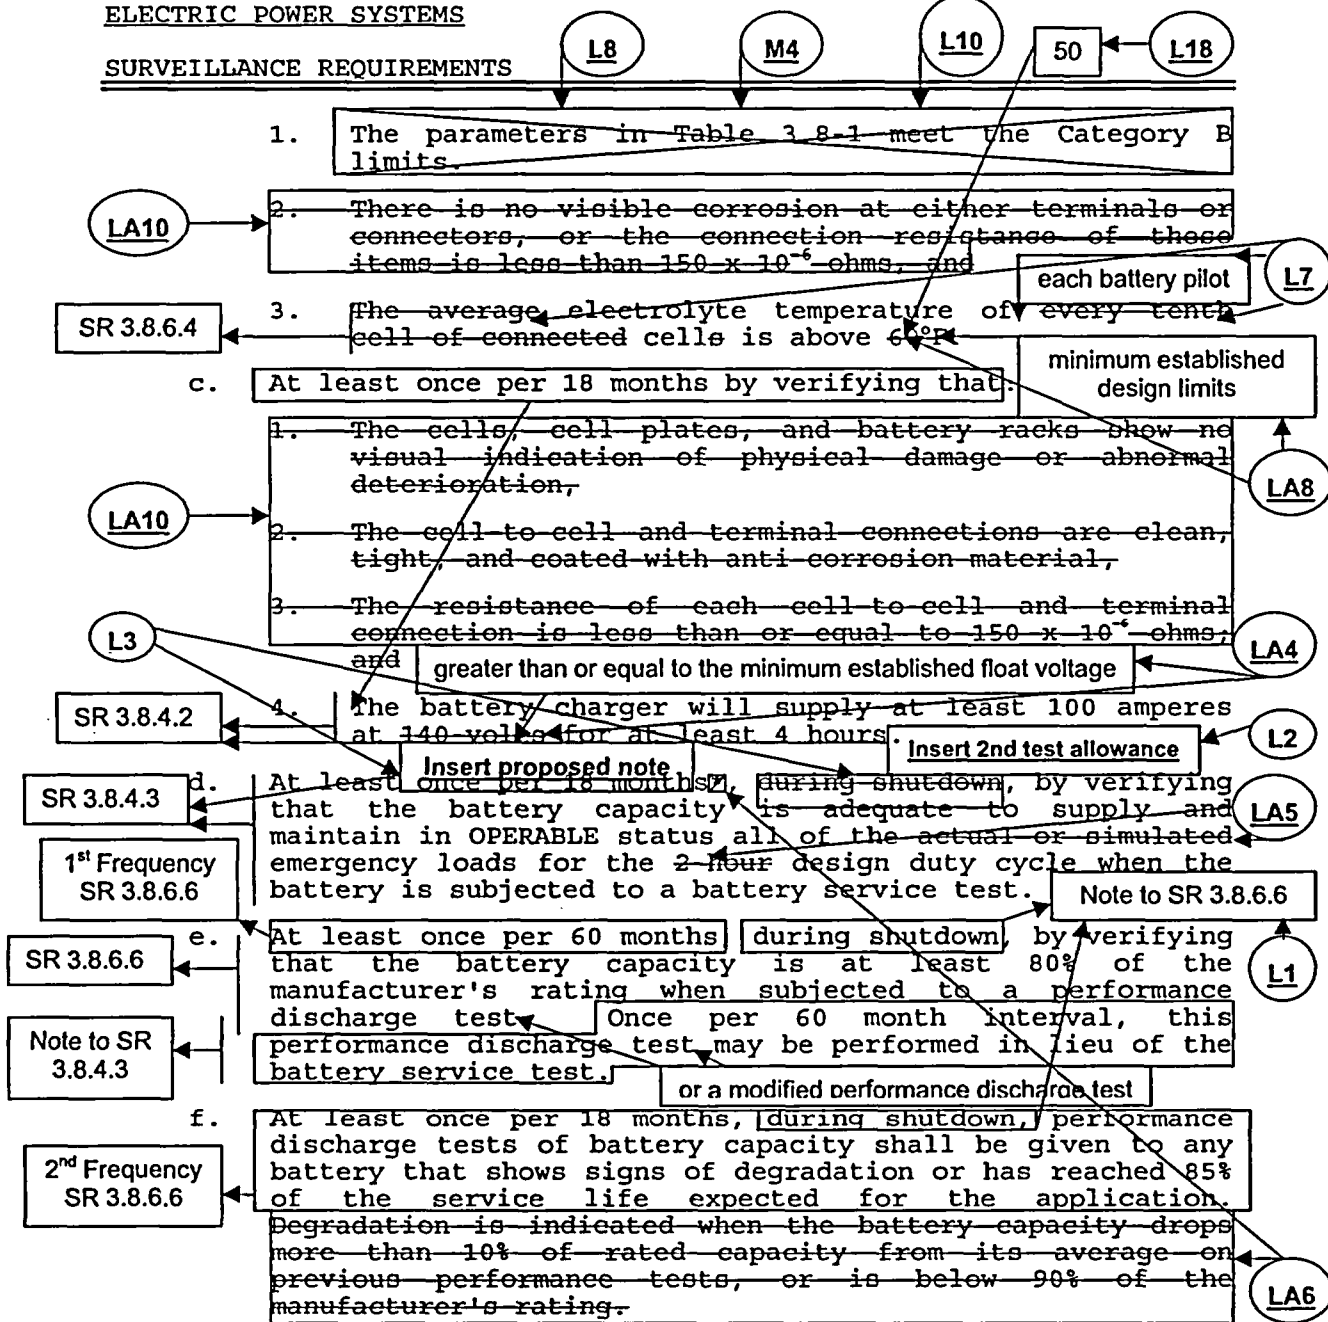 ELECTRIC POWER SYSTEMS
L8
M4
L10
50
L18
SURVEILLANCE REQUIREMENTS
1. The parameters in Table 3.8-1 meet the Category B
limits.
LA10
2. There is no visible corrosion at either terminals or
connectors, or the connection resistance of these
items is less than 150 x 10⁻⁶ ohms, and
each battery pilot
L7
SR 3.8.6.4
3. The average electrolyte temperature of every tenth
cell of connected cells is above 60°F.
minimum established
design limits
c. At least once per 18 months by verifying that:
LA8
1. The cells, cell plates, and battery racks show no
visual indication of physical damage or abnormal
deterioration,
LA10
2. The cell-to-cell and terminal connections are clean,
tight, and coated with anti-corrosion material,
3. The resistance of each cell-to-cell and terminal
connection is less than or equal to 150 x 10⁻⁶ ohms;
and
L3
LA4
greater than or equal to the minimum established float voltage
SR 3.8.4.2
4. The battery charger will supply at least 100 amperes
at 140 volts for at least 4 hours.
Insert 2nd test allowance
L2
Insert proposed note
SR 3.8.4.3
d. At least once per 18 months*, during shutdown, by verifying
that the battery capacity is adequate to supply and
maintain in OPERABLE status all of the actual or simulated
emergency loads for the 2 hour design duty cycle when the
battery is subjected to a battery service test.
LA5
1st Frequency
SR 3.8.6.6
Note to SR 3.8.6.6
L1
SR 3.8.6.6
e. At least once per 60 months, during shutdown, by verifying
that the battery capacity is at least 80% of the
manufacturer's rating when subjected to a performance
discharge test. Once per 60 month interval, this
performance discharge test may be performed in lieu of the
battery service test.
Note to SR
3.8.4.3
or a modified performance discharge test
2nd Frequency
SR 3.8.6.6
f. At least once per 18 months, during shutdown, performance
discharge tests of battery capacity shall be given to any
battery that shows signs of degradation or has reached 85%
of the service life expected for the application.
Degradation is indicated when the battery capacity drops
more than 10% of rated capacity from its average on
previous performance tests, or is below 90% of the
manufacturer's rating.
LA6